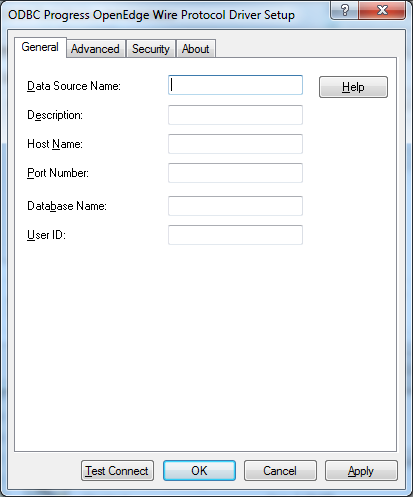 ODBC Progress OpenEdge Wire Protocol Driver Setup
General Advanced Security About
Data Source Name:
Help
Description:
Host Name:
Port Number:
Database Name:
User ID:
Test Connect OK Cancel Apply